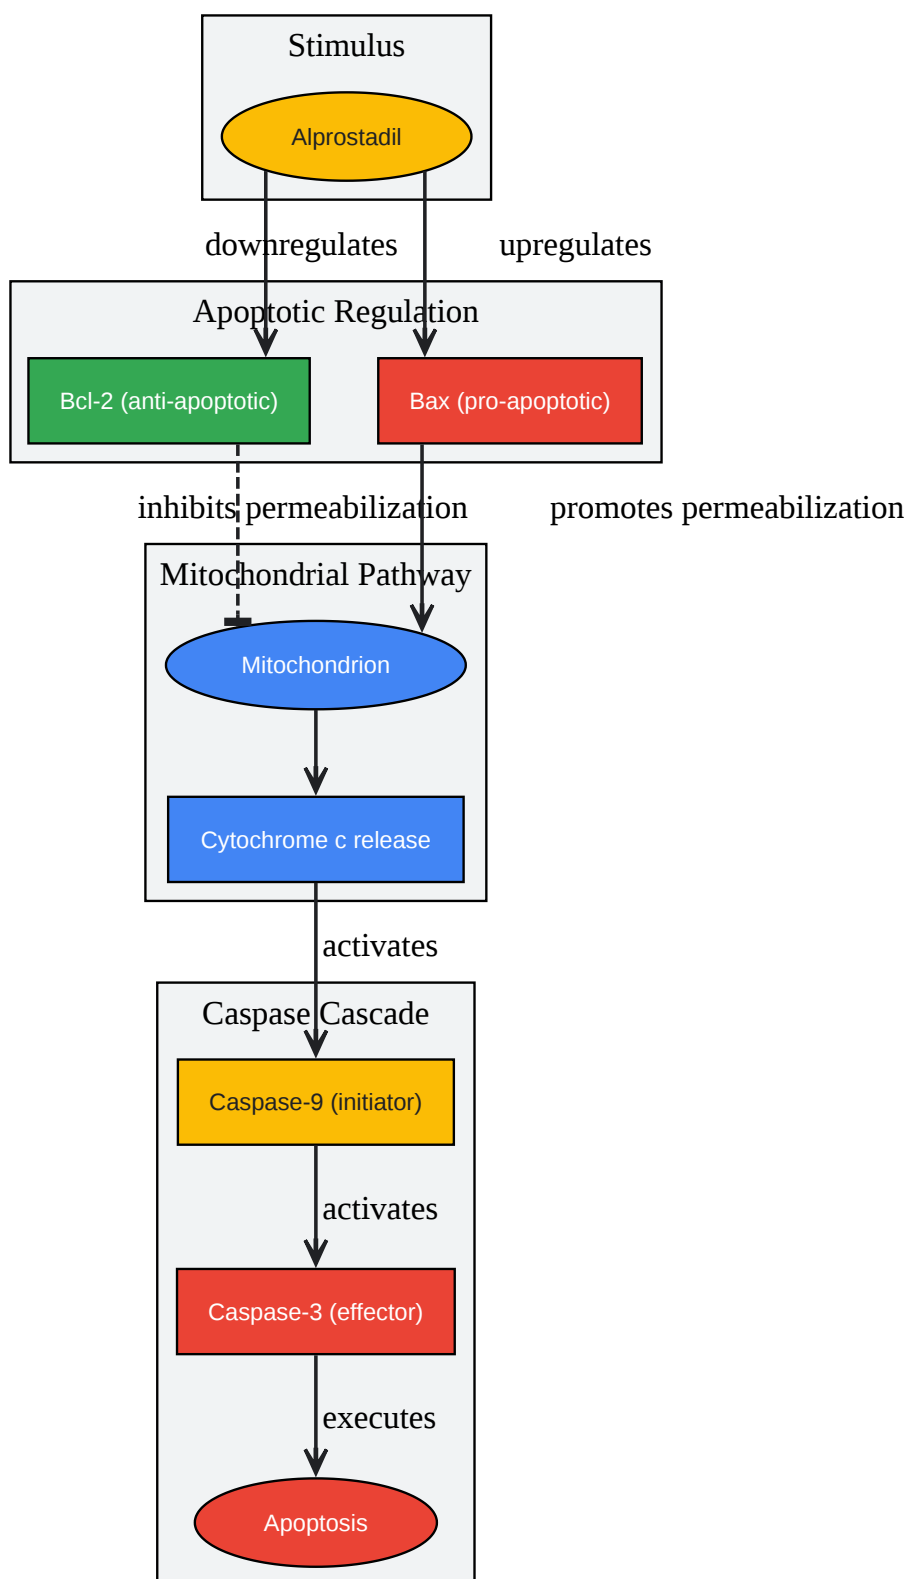 Stimulus
Alprostadil
downregulates
upregulates
Apoptotic Regulation
Bcl-2 (anti-apoptotic)
Bax (pro-apoptotic)
inhibits permeabilization
promotes permeabilization
Mitochondrial Pathway
Mitochondrion
Cytochrome c release
activates
Caspase Cascade
Caspase-9 (initiator)
activates
Caspase-3 (effector)
executes
Apoptosis